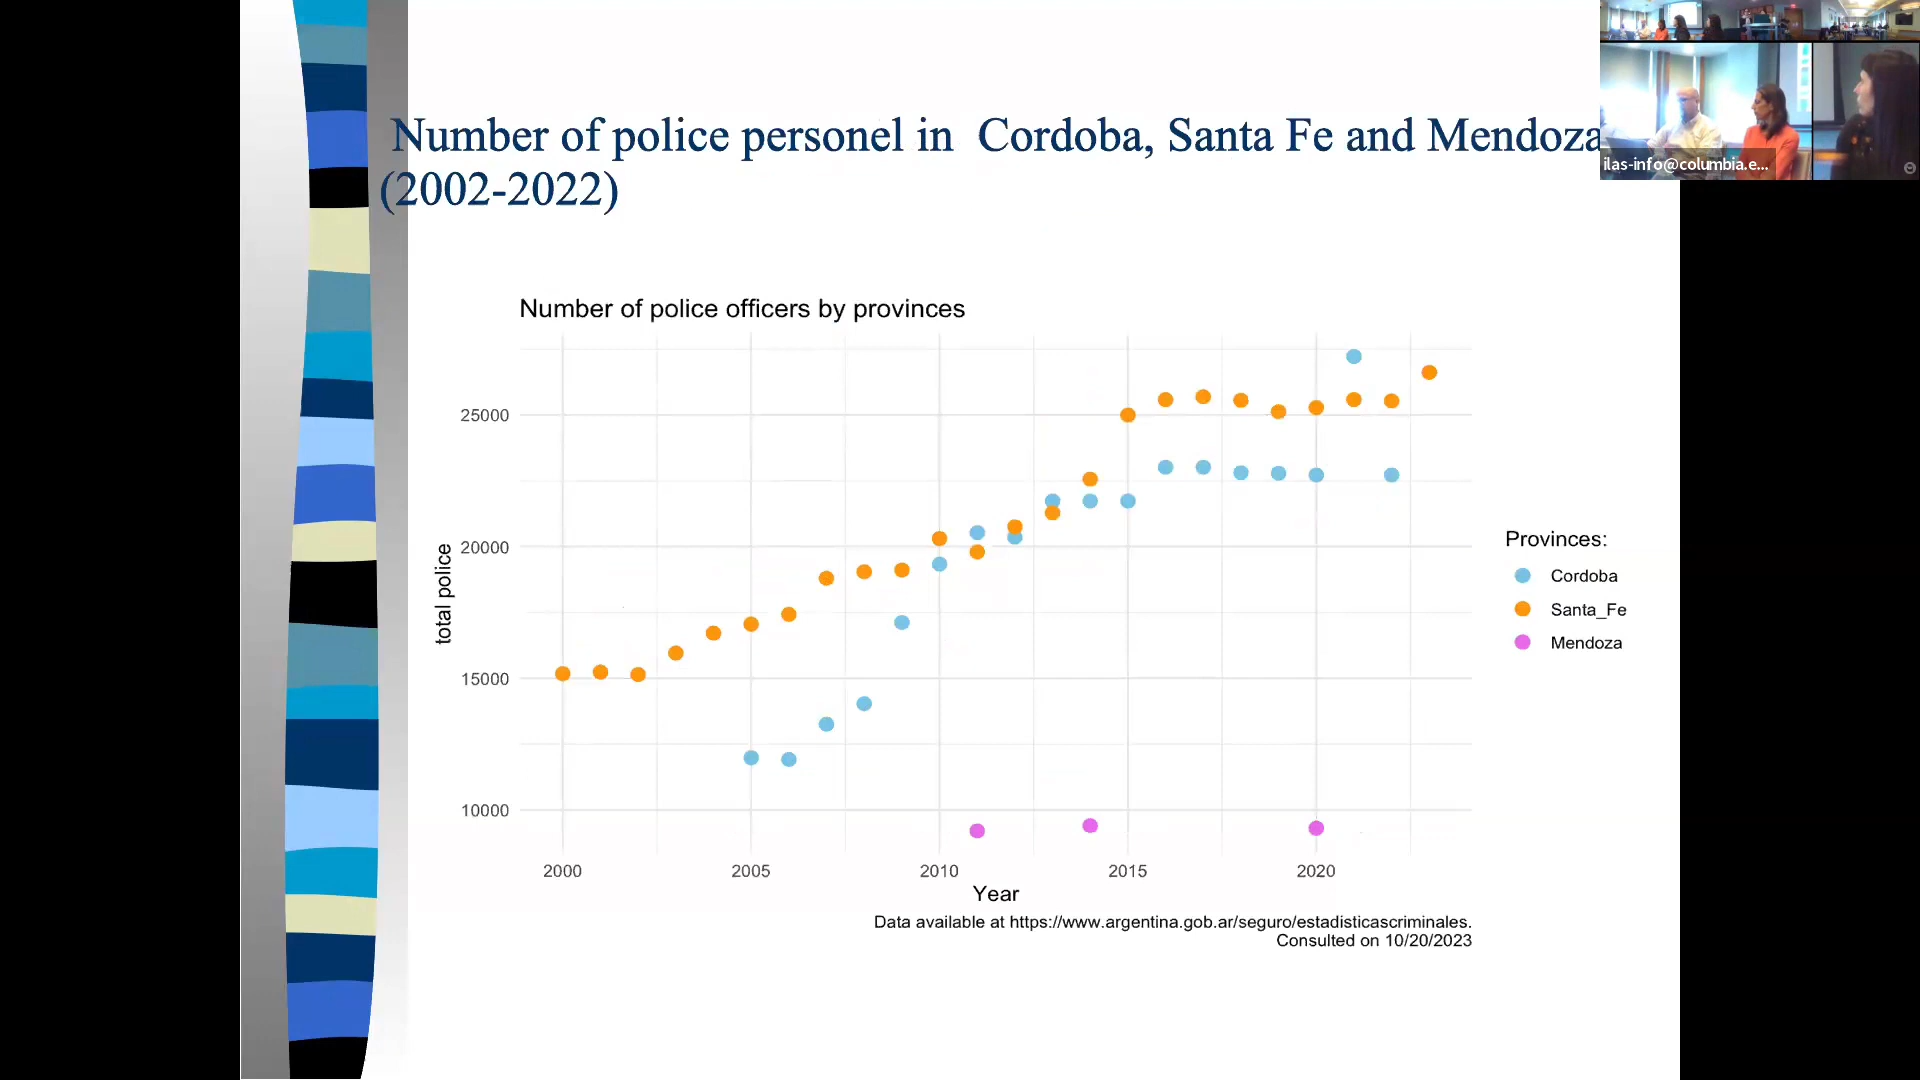 Number of police personel in Cordoba, Santa Fe and Mendoza
(2002-2022)
ilas-info@columbia.e...
Number of police officers by provinces
total police
25000
20000
15000
10000
2000 2005 2010 2015 2020
Year
Provinces:
Cordoba
Santa_Fe
Mendoza
Data available at https://www.argentina.gob.ar/seguro/estadisticascriminales.
Consulted on 10/20/2023